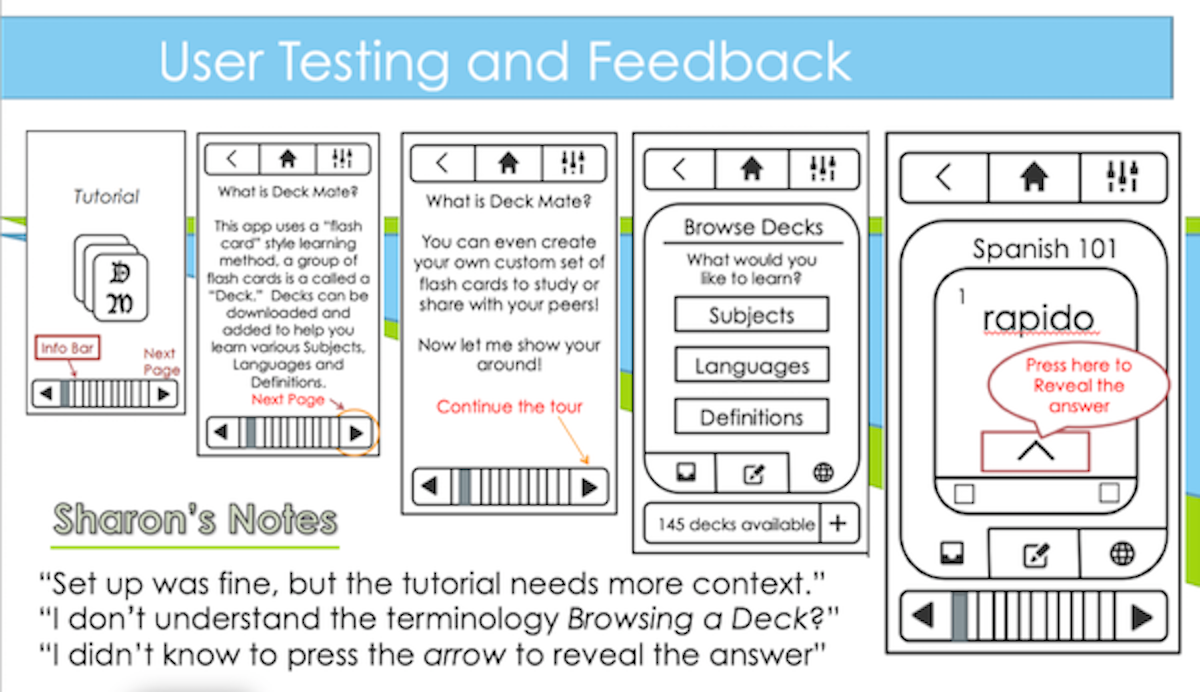 User Testing and Feedback
Tutorial
D
M
Info Bar
Next
Page
What is Deck Mate?
This app uses a “flash
card” style learning
method, a group of
flash cards is a called a
“Deck.” Decks can be
downloaded and
added to help you
learn various Subjects,
Languages and
Definitions.
Next Page
What is Deck Mate?
You can even create
your own custom set of
flash cards to study or
share with your peers!
Now let me show your
around!
Continue the tour
Browse Decks
What would you
like to learn?
Subjects
Languages
Definitions
145 decks available +
Spanish 101
1
rapido
Press here to
Reveal the
answer
Sharon’s Notes
“Set up was fine, but the tutorial needs more context.”
“I don’t understand the terminology Browsing a Deck?”
“I didn’t know to press the arrow to reveal the answer”